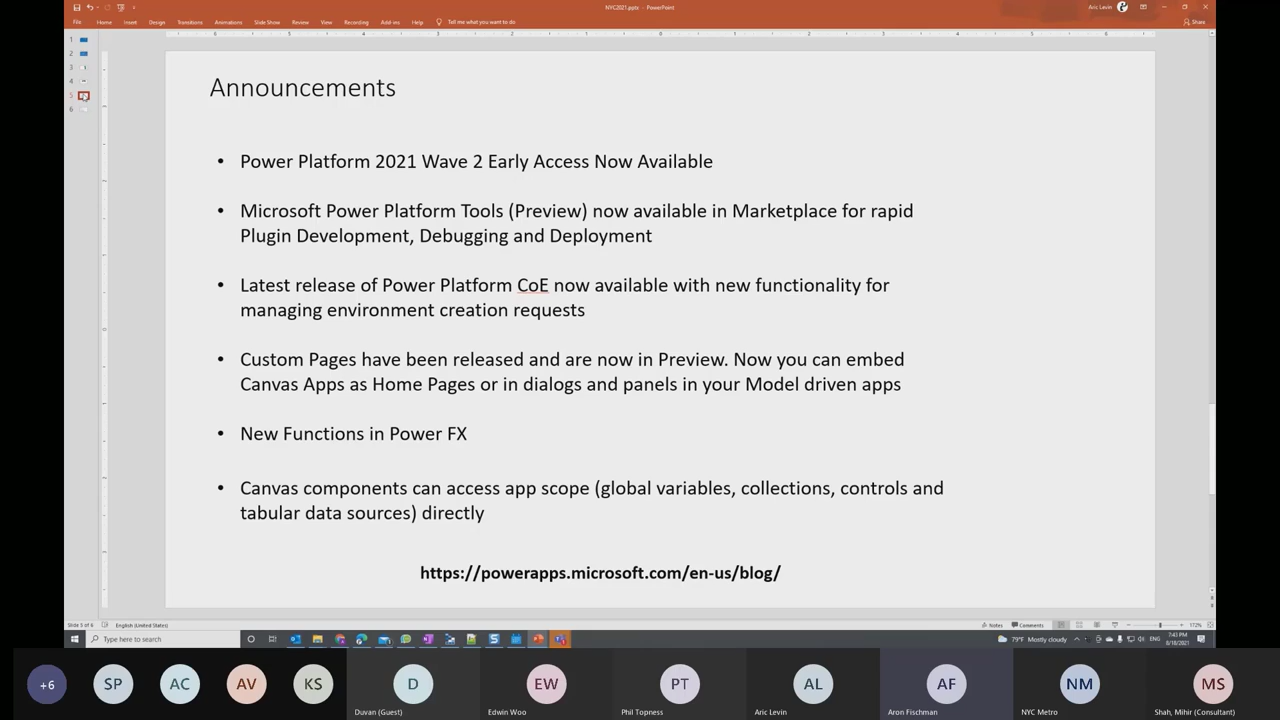 NYC2021.pptx - PowerPoint
Aric Levin
File Home Insert Design Transitions Animations Slide Show Review View Recording Add-ins Help Tell me what you want to do
Share
1
2
3
4
5
6
Announcements
• Power Platform 2021 Wave 2 Early Access Now Available
• Microsoft Power Platform Tools (Preview) now available in Marketplace for rapid
Plugin Development, Debugging and Deployment
• Latest release of Power Platform CoE now available with new functionality for
managing environment creation requests
• Custom Pages have been released and are now in Preview. Now you can embed
Canvas Apps as Home Pages or in dialogs and panels in your Model driven apps
• New Functions in Power FX
• Canvas components can access app scope (global variables, collections, controls and
tabular data sources) directly
https://powerapps.microsoft.com/en-us/blog/
Slide 5 of 6 English (United States)
Notes Comments 172%
Type here to search
79°F Mostly cloudy ENG 7:43 PM
8/18/2021
+6 SP AC AV KS D EW PT AL AF NM MS
Duvan (Guest) Edwin Woo Phil Topness Aric Levin Aron Fischman NYC Metro Shah, Mihir (Consultant)